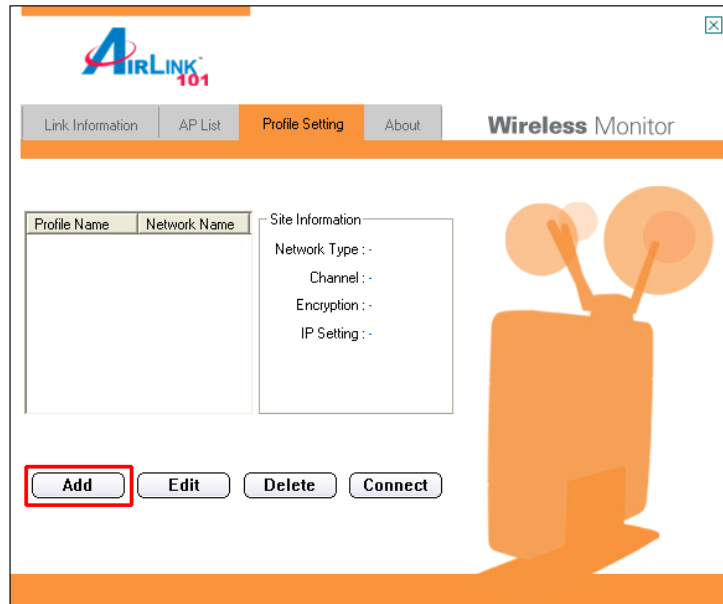 AIRLINK™
101
Link Information AP List Profile Setting About Wireless Monitor
Profile Name Network Name
Site Information
Network Type : -
Channel : -
Encryption : -
IP Setting : -
Add Edit Delete Connect